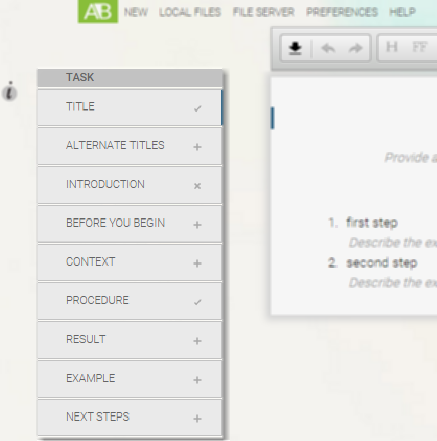 AB NEW LOCAL FILES FILE SERVER PREFERENCES HELP
H FF
i
TASK
TITLE
ALTERNATE TITLES
INTRODUCTION
BEFORE YOU BEGIN
CONTEXT
PROCEDURE
RESULT
EXAMPLE
NEXT STEPS
Provide a
1. first step
Describe the ex
2. second step
Describe the ex